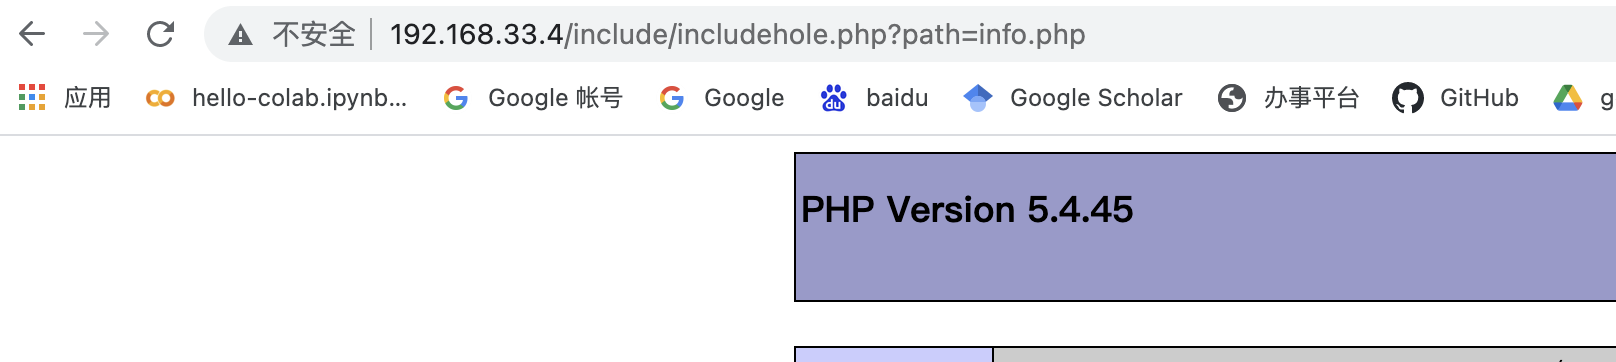 不安全 192.168.33.4/include/includehole.php?path=info.php
应用 hello-colab.ipynb... Google 帐号 Google baidu Google Scholar 办事平台 GitHub g
PHP Version 5.4.45